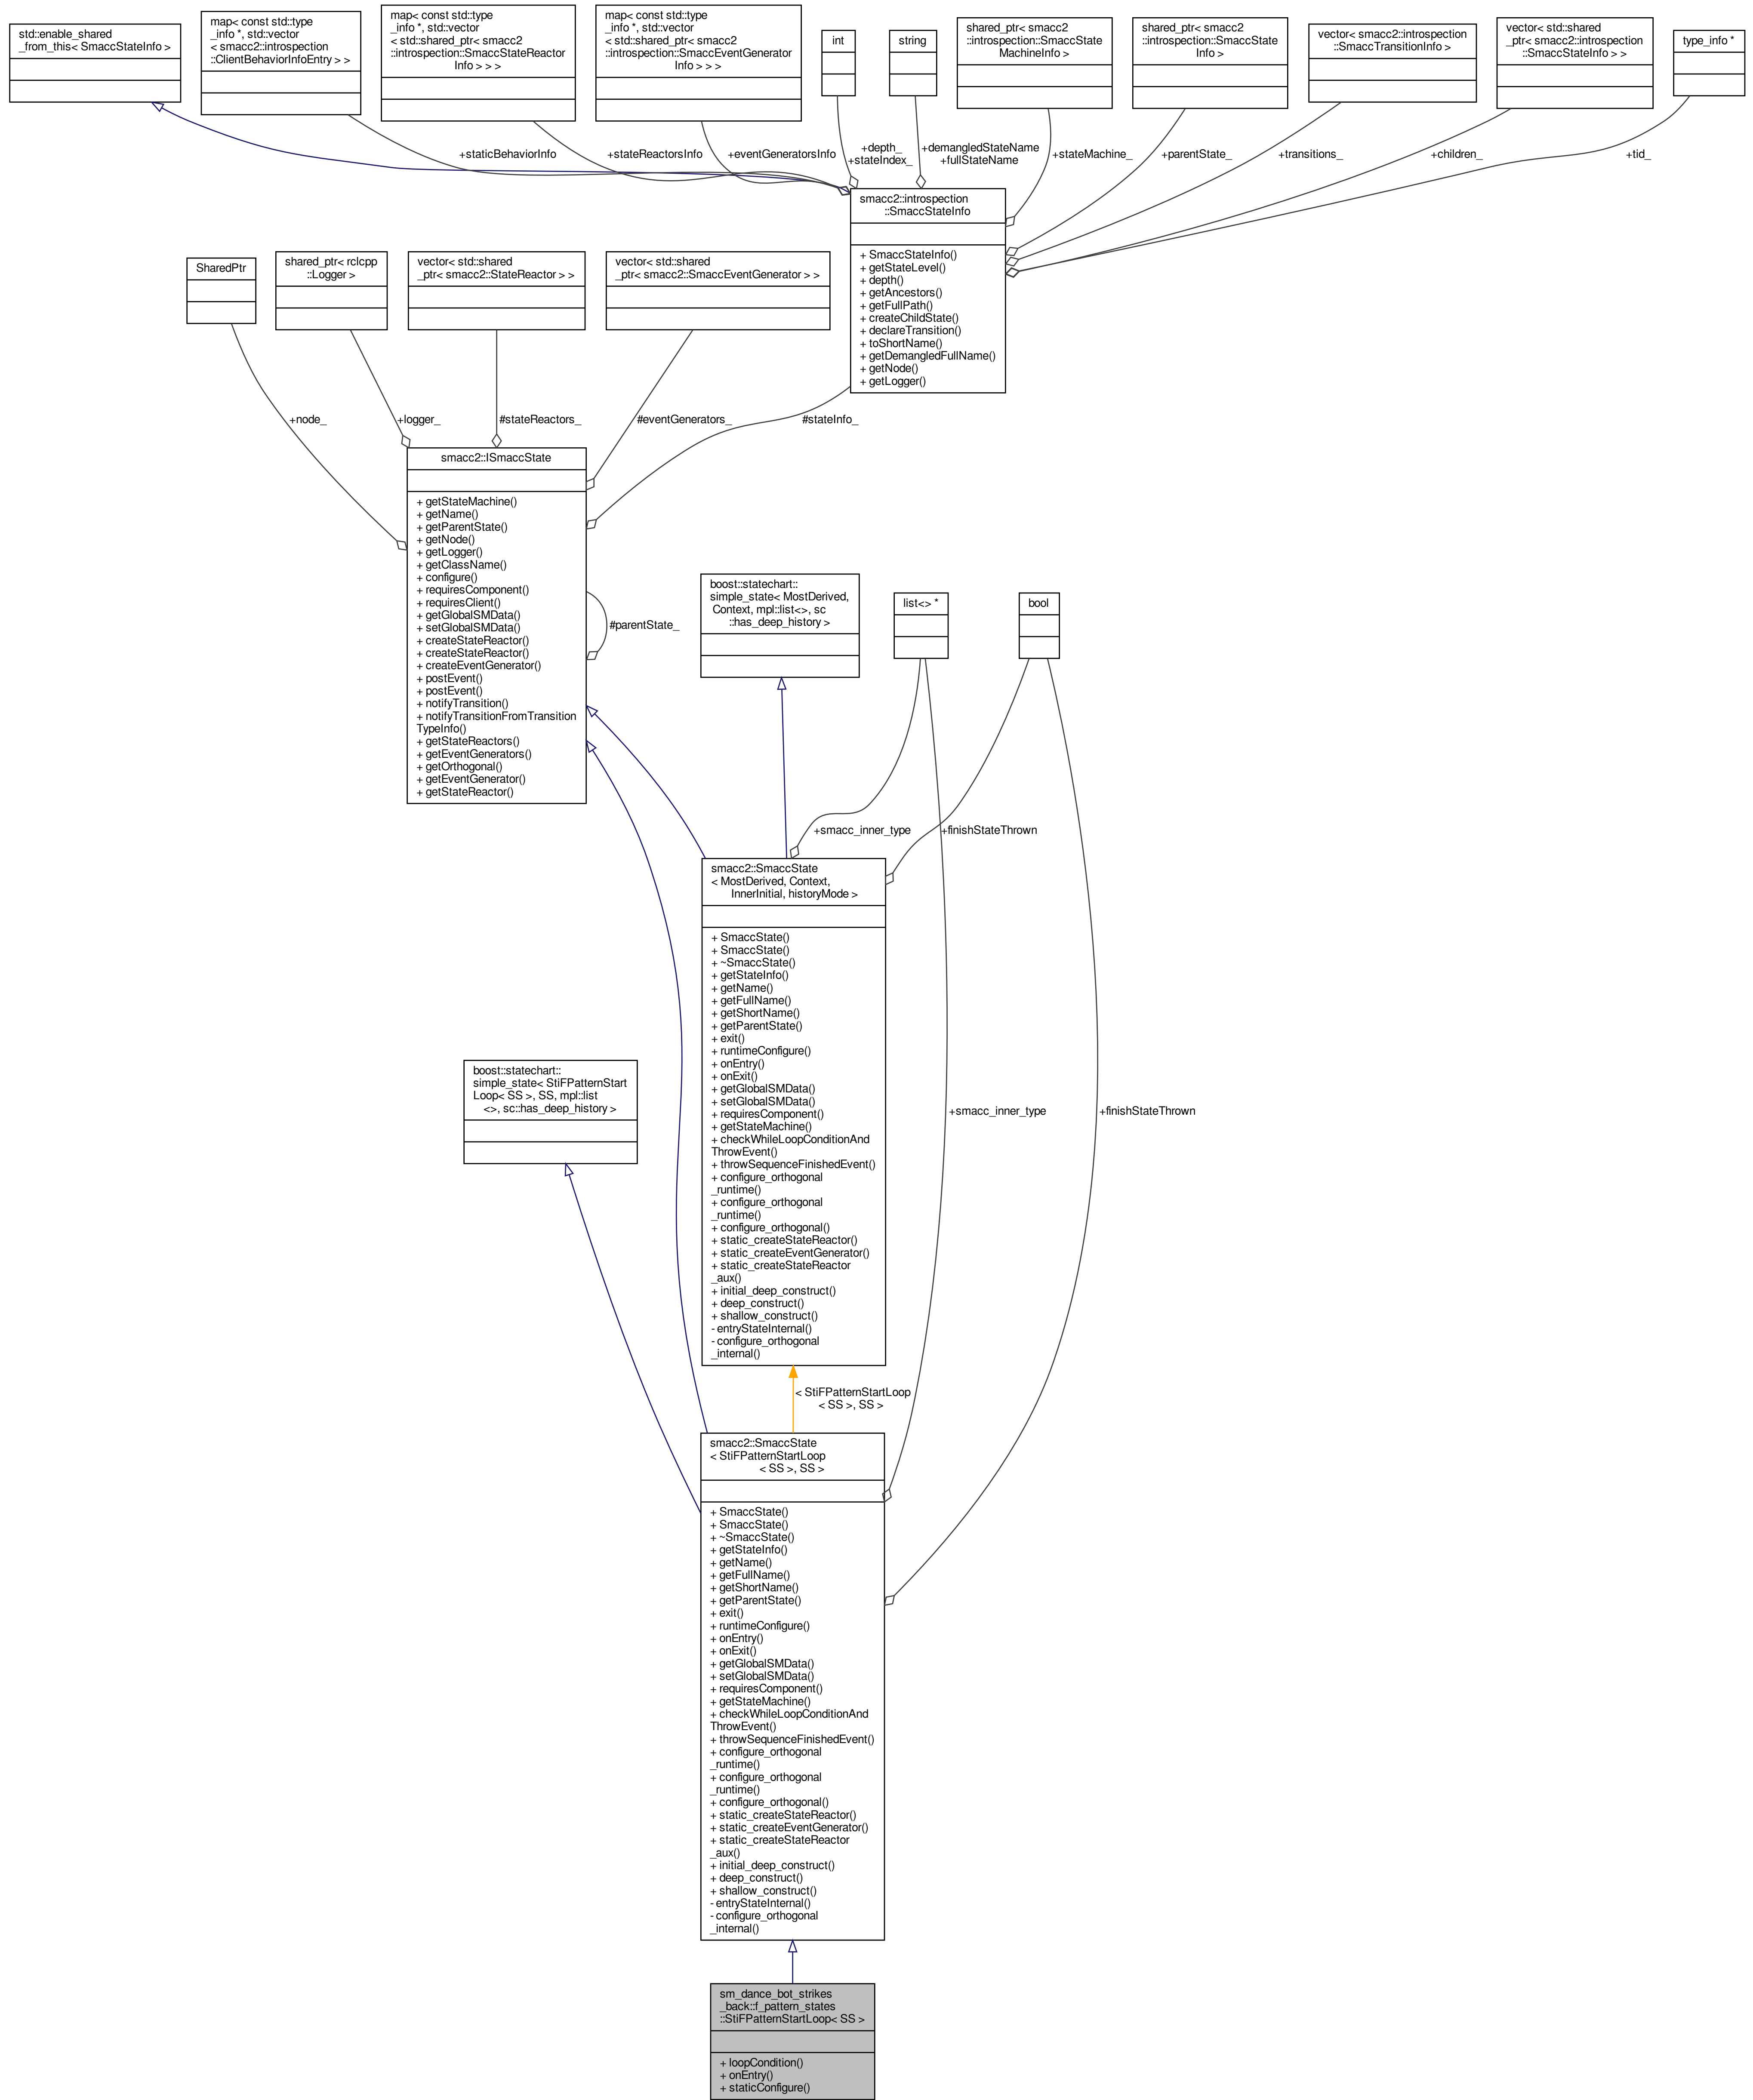 std::enable_shared
_from_this< SmaccStateInfo >
map< const std::type
_info *, std::vector
< smacc2::introspection
::ClientBehaviorInfoEntry > >
map< const std::type
_info *, std::vector
< std::shared_ptr< smacc2
::introspection::SmaccStateReactor
Info > > >
map< const std::type
_info *, std::vector
< std::shared_ptr< smacc2
::introspection::SmaccEventGenerator
Info > > >
int
string
shared_ptr< smacc2
::introspection::SmaccState
MachineInfo >
shared_ptr< smacc2
::introspection::SmaccState
Info >
vector< smacc2::introspection
::SmaccTransitionInfo >
vector< std::shared
_ptr< smacc2::introspection
::SmaccStateInfo > >
type_info *
+staticBehaviorInfo
+stateReactorsInfo
+eventGeneratorsInfo
+depth_
+stateIndex_
+demangledStateName
+fullStateName
+stateMachine_
+parentState_
+transitions_
+children_
+tid_
smacc2::introspection
::SmaccStateInfo
+ SmaccStateInfo()
+ getStateLevel()
+ depth()
+ getAncestors()
+ getFullPath()
+ createChildState()
+ declareTransition()
+ toShortName()
+ getDemangledFullName()
+ getNode()
+ getLogger()
SharedPtr
shared_ptr< rclcpp
::Logger >
vector< std::shared
_ptr< smacc2::StateReactor > >
vector< std::shared
_ptr< smacc2::SmaccEventGenerator > >
+node_
+logger_
#stateReactors_
#eventGenerators_
#stateInfo_
smacc2::ISmaccState
+ getStateMachine()
+ getName()
+ getParentState()
+ getNode()
+ getLogger()
+ getClassName()
+ configure()
+ requiresComponent()
+ requiresClient()
+ getGlobalSMData()
+ setGlobalSMData()
+ createStateReactor()
+ createStateReactor()
+ createEventGenerator()
+ postEvent()
+ postEvent()
+ notifyTransition()
+ notifyTransitionFromTransition
TypeInfo()
+ getStateReactors()
+ getEventGenerators()
+ getOrthogonal()
+ getEventGenerator()
+ getStateReactor()
#parentState_
boost::statechart::
simple_state< MostDerived,
Context, mpl::list<>, sc
::has_deep_history >
list<> *
bool
+smacc_inner_type
+finishStateThrown
smacc2::SmaccState
< MostDerived, Context,
InnerInitial, historyMode >
+ SmaccState()
+ SmaccState()
+ ~SmaccState()
+ getStateInfo()
+ getName()
+ getFullName()
+ getShortName()
+ getParentState()
+ exit()
+ runtimeConfigure()
+ onEntry()
+ onExit()
+ getGlobalSMData()
+ setGlobalSMData()
+ requiresComponent()
+ getStateMachine()
+ checkWhileLoopConditionAnd
ThrowEvent()
+ throwSequenceFinishedEvent()
+ configure_orthogonal
_runtime()
+ configure_orthogonal
_runtime()
+ configure_orthogonal()
+ static_createStateReactor()
+ static_createEventGenerator()
+ static_createStateReactor
_aux()
+ initial_deep_construct()
+ deep_construct()
+ shallow_construct()
- entryStateInternal()
- configure_orthogonal
_internal()
boost::statechart::
simple_state< StiFPatternStart
Loop< SS >, SS, mpl::list
<>, sc::has_deep_history >
+smacc_inner_type
+finishStateThrown
< StiFPatternStartLoop
< SS >, SS >
smacc2::SmaccState
< StiFPatternStartLoop
< SS >, SS >
+ SmaccState()
+ SmaccState()
+ ~SmaccState()
+ getStateInfo()
+ getName()
+ getFullName()
+ getShortName()
+ getParentState()
+ exit()
+ runtimeConfigure()
+ onEntry()
+ onExit()
+ getGlobalSMData()
+ setGlobalSMData()
+ requiresComponent()
+ getStateMachine()
+ checkWhileLoopConditionAnd
ThrowEvent()
+ throwSequenceFinishedEvent()
+ configure_orthogonal
_runtime()
+ configure_orthogonal
_runtime()
+ configure_orthogonal()
+ static_createStateReactor()
+ static_createEventGenerator()
+ static_createStateReactor
_aux()
+ initial_deep_construct()
+ deep_construct()
+ shallow_construct()
- entryStateInternal()
- configure_orthogonal
_internal()
sm_dance_bot_strikes
_back::f_pattern_states
::StiFPatternStartLoop< SS >
+ loopCondition()
+ onEntry()
+ staticConfigure()